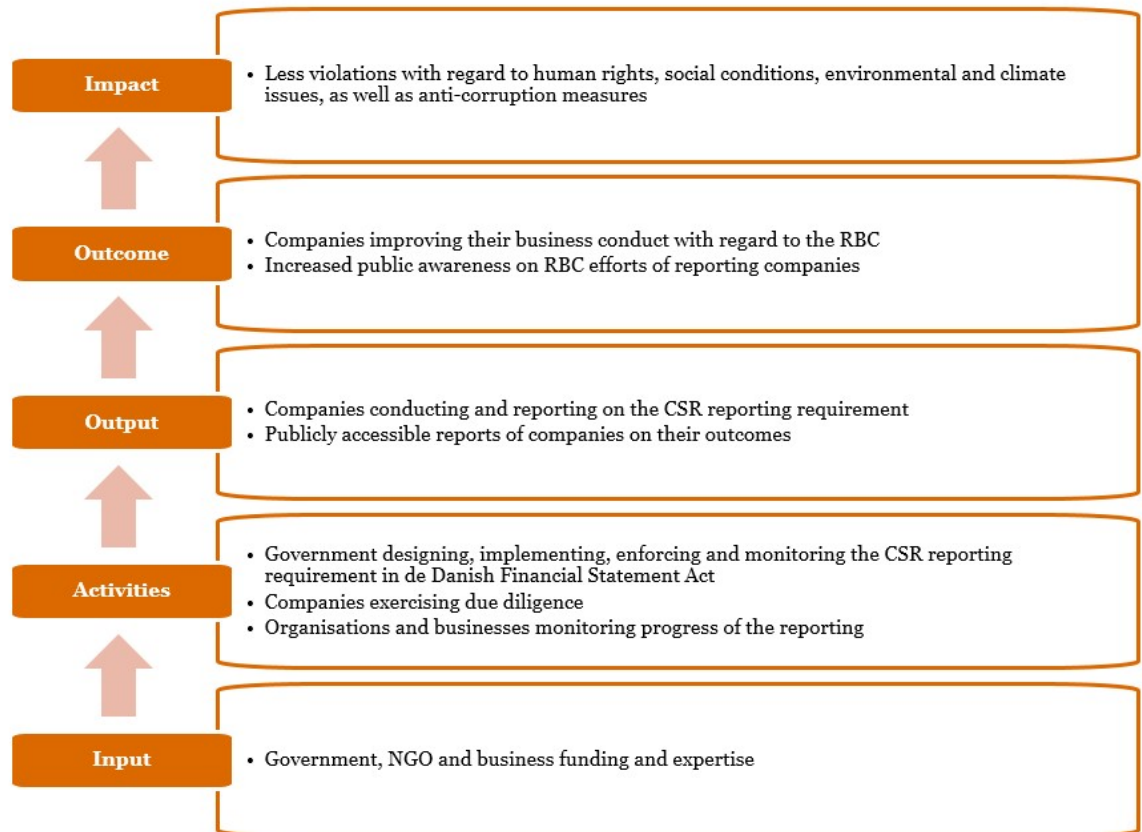 Impact
• Less violations with regard to human rights, social conditions, environmental and climate
issues, as well as anti-corruption measures
Outcome
• Companies improving their business conduct with regard to the RBC
• Increased public awareness on RBC efforts of reporting companies
Output
• Companies conducting and reporting on the CSR reporting requirement
• Publicly accessible reports of companies on their outcomes
Activities
• Government designing, implementing, enforcing and monitoring the CSR reporting
requirement in de Danish Financial Statement Act
• Companies exercising due diligence
• Organisations and businesses monitoring progress of the reporting
Input
• Government, NGO and business funding and expertise